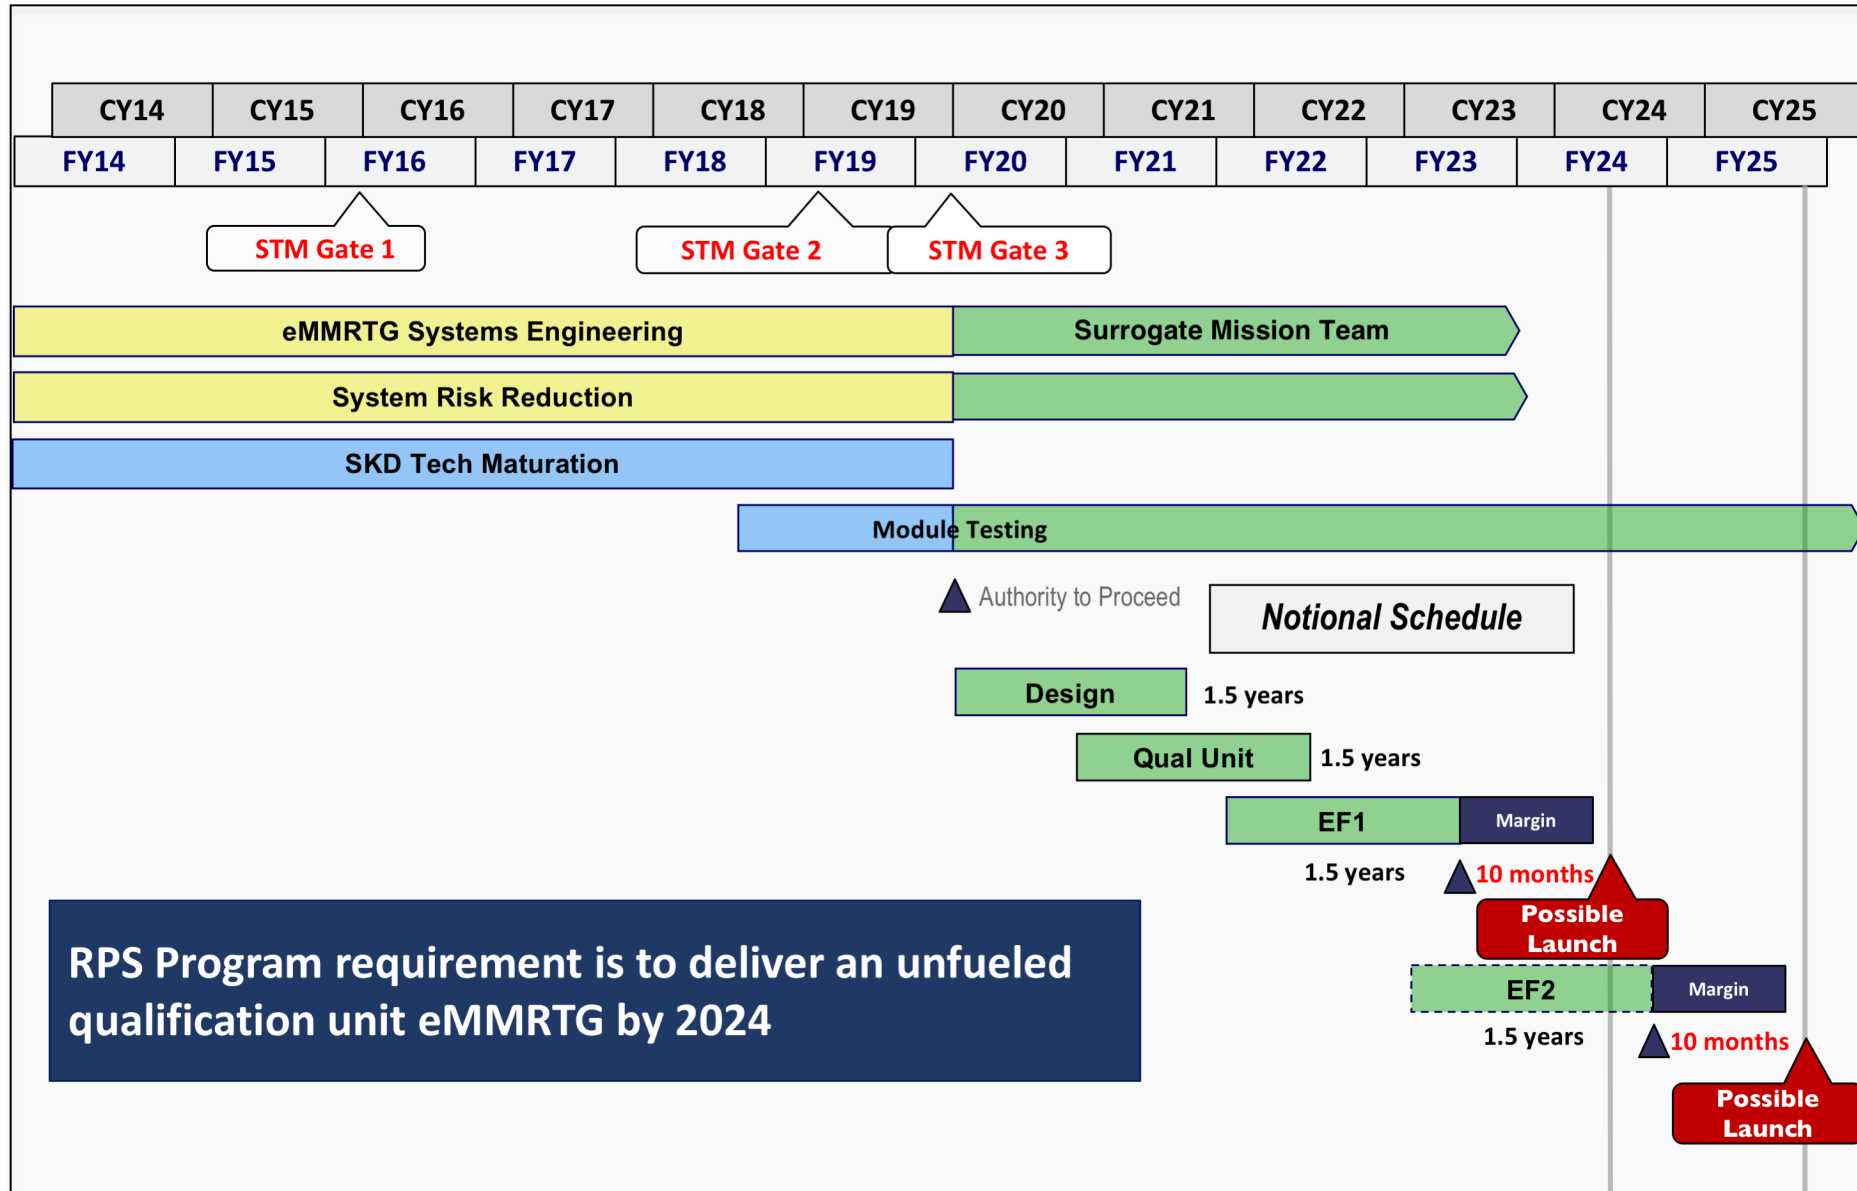 CY14 CY15 CY16 CY17 CY18 CY19 CY20 CY21 CY22 CY23 CY24 CY25
FY14 FY15 FY16 FY17 FY18 FY19 FY20 FY21 FY22 FY23 FY24 FY25
STM Gate 1
STM Gate 2
STM Gate 3
eMMRTG Systems Engineering
Surrogate Mission Team
System Risk Reduction
SKD Tech Maturation
Module Testing
Authority to Proceed
Notional Schedule
Design
1.5 years
Qual Unit
1.5 years
EF1
Margin
1.5 years
10 months
Possible
Launch
EF2
Margin
1.5 years
10 months
Possible
Launch
RPS Program requirement is to deliver an unfueled
qualification unit eMMRTG by 2024